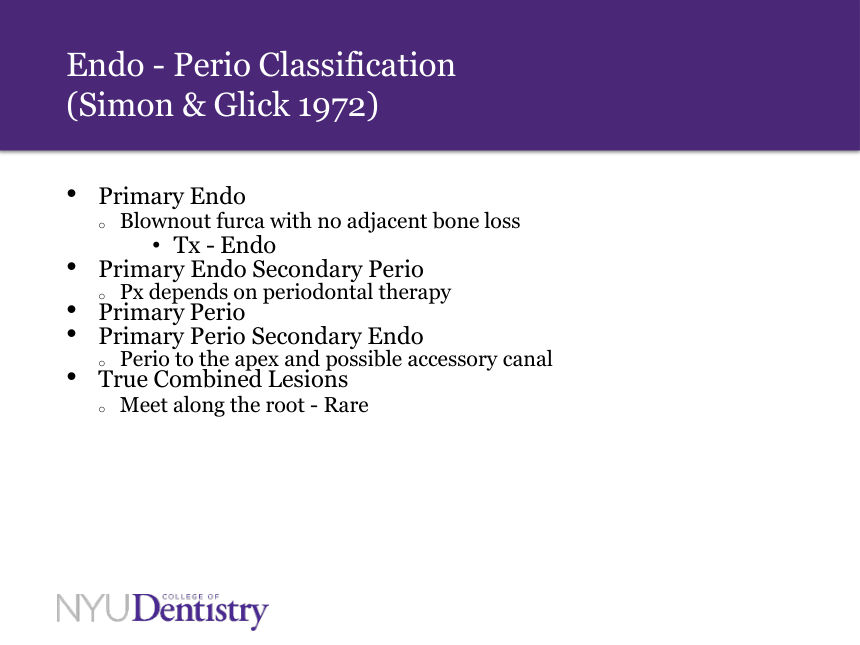 Endo - Perio Classification
(Simon & Glick 1972)
• Primary Endo
o Blownout furca with no adjacent bone loss
• Tx - Endo
• Primary Endo Secondary Perio
o Px depends on periodontal therapy
• Primary Perio
• Primary Perio Secondary Endo
o Perio to the apex and possible accessory canal
• True Combined Lesions
o Meet along the root - Rare
COLLEGE OF
NYU Dentistry